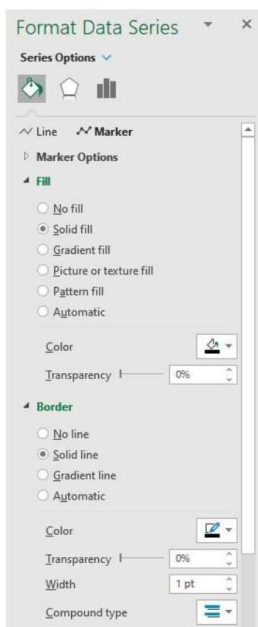 Format Data Series
Series Options
Line Marker
Marker Options
Fill
No fill
Solid fill
Gradient fill
Picture or texture fill
Pattern fill
Automatic
Color
Transparency 0%
Border
No line
Solid line
Gradient line
Automatic
Color
Transparency 0%
Width 1 pt
Compound type